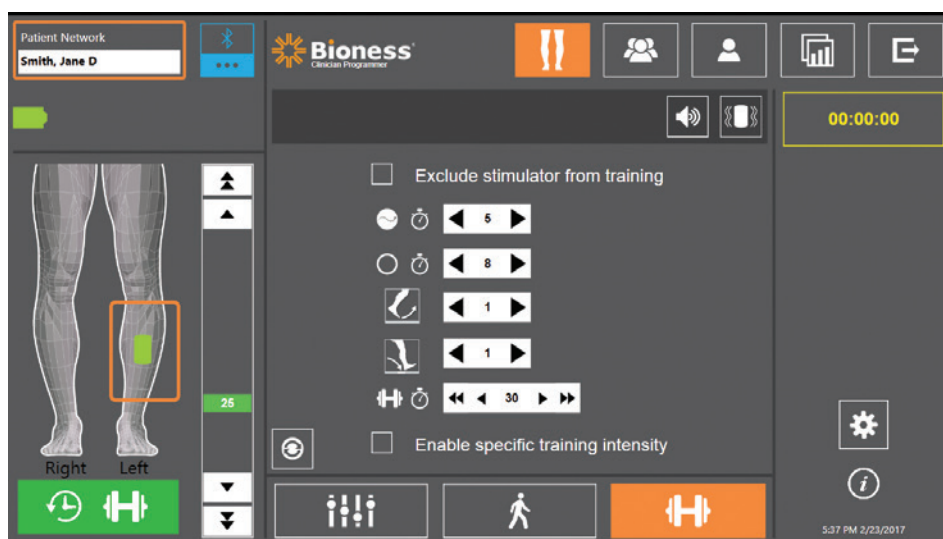 Patient Network
Smith, Jane D
Bioness
Clinician Programmer
00:00:00
Exclude stimulator from training
5
8
1
1
30
Enable specific training intensity
25
Right Left
5:37 PM 2/23/2017